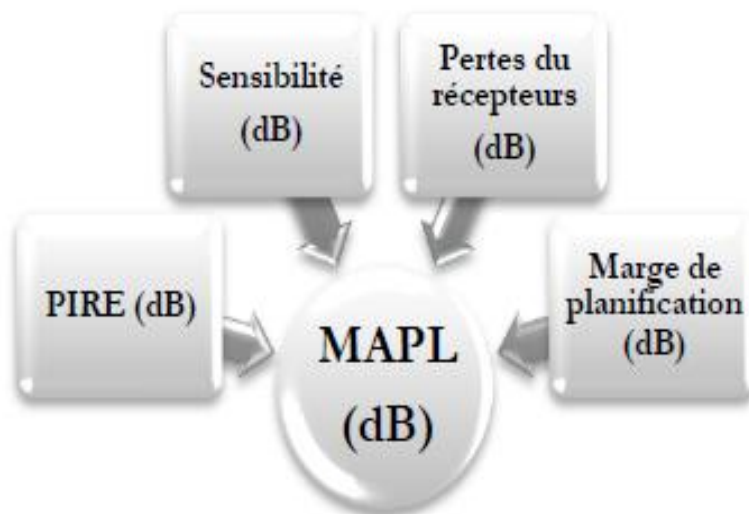 Sensibilité
(dB)
Pertes du
récepteurs
(dB)
PIRE (dB)
MAPL
(dB)
Marge de
planification
(dB)